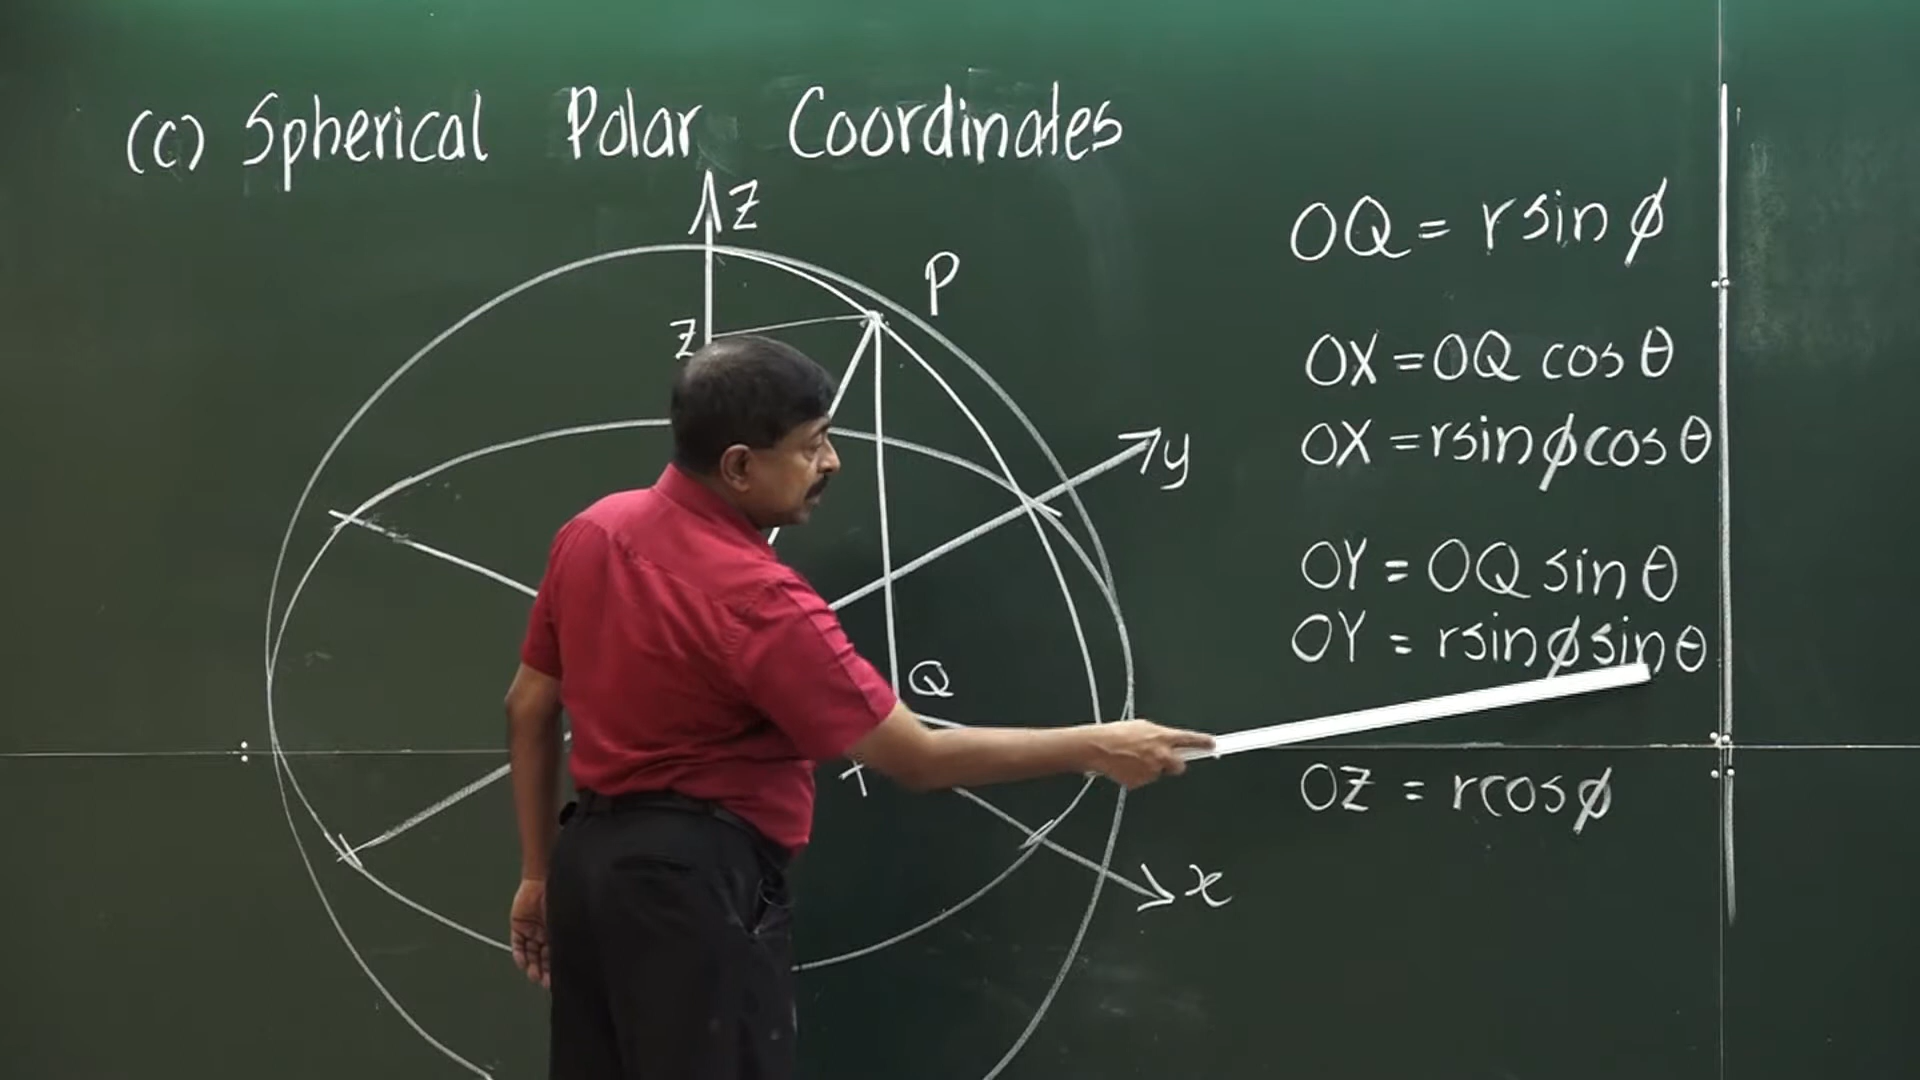 (c) Spherical Polar Coordinates
Z
P
Z
y
Q
x
OQ = r sin ϕ
OX = OQ cos θ
OX = r sin ϕ cos θ
OY = OQ sin θ
OY = r sin ϕ sin θ
OZ = r cos ϕ